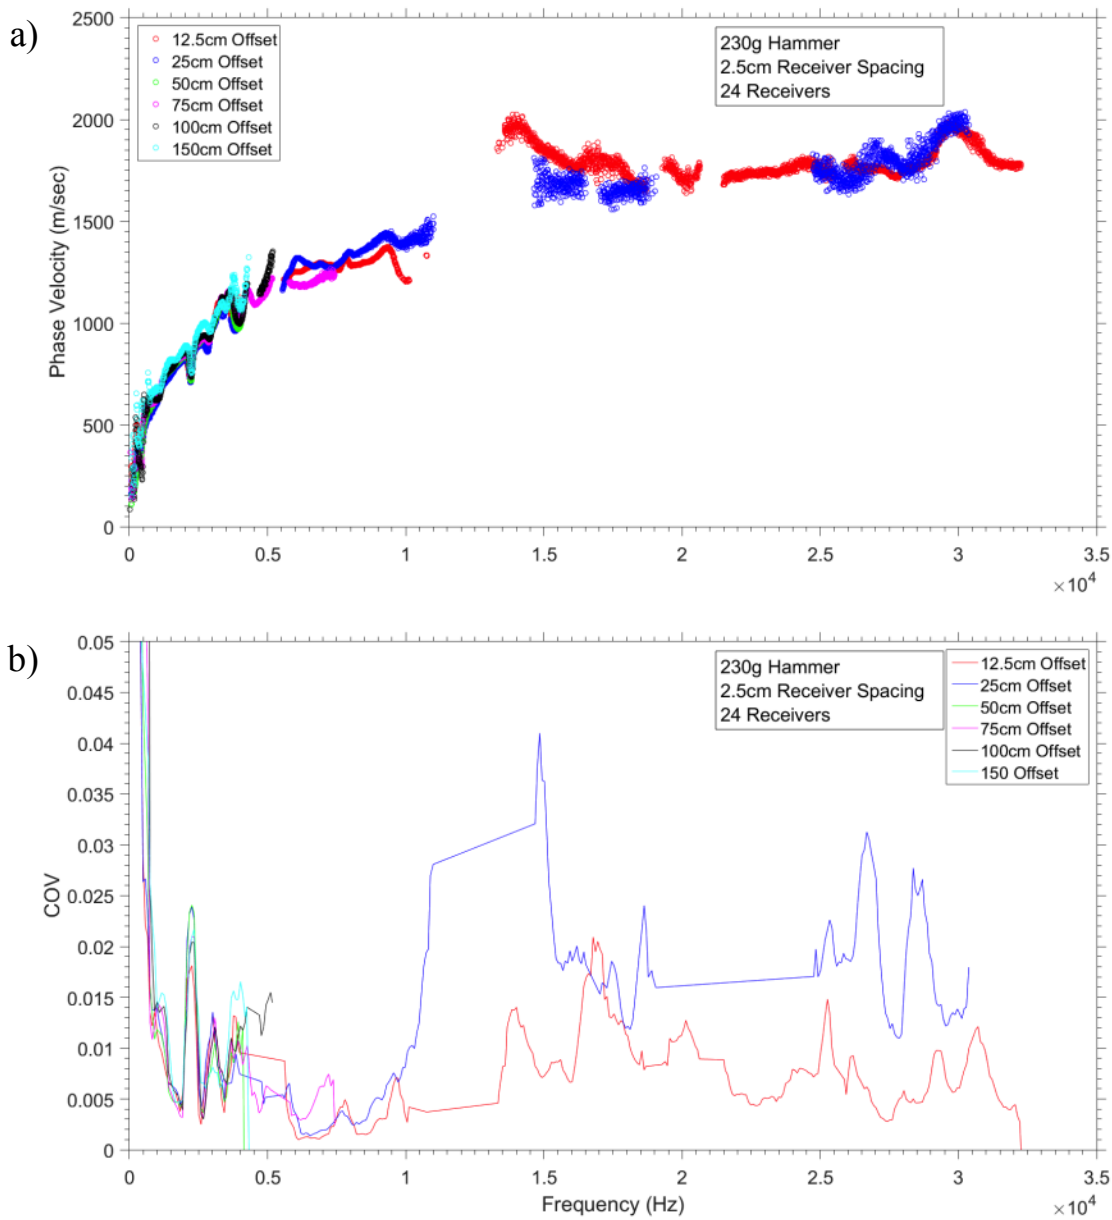 a)
2500
2000
1500
1000
500
0
Phase Velocity (m/sec)
12.5cm Offset
25cm Offset
50cm Offset
75cm Offset
100cm Offset
150cm Offset
230g Hammer
2.5cm Receiver Spacing
24 Receivers
0 0.5 1 1.5 2 2.5 3 3.5
×10⁴
b)
0.05
0.045
0.04
0.035
0.03
0.025
0.02
0.015
0.01
0.005
0
COV
230g Hammer
2.5cm Receiver Spacing
24 Receivers
12.5cm Offset
25cm Offset
50cm Offset
75cm Offset
100cm Offset
150 Offset
0 0.5 1 1.5 2 2.5 3 3.5
Frequency (Hz)
×10⁴